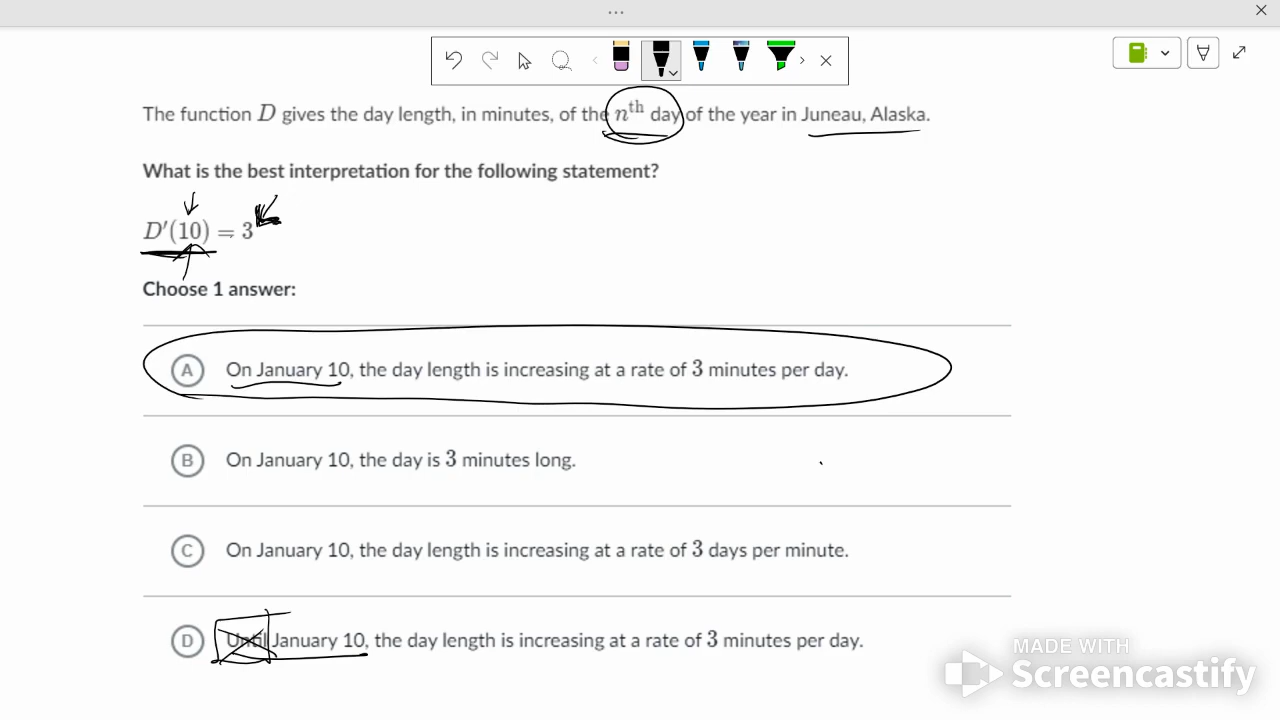 The function D gives the day length, in minutes, of the nth day of the year in Juneau, Alaska.
What is the best interpretation for the following statement?
D′(10) = 3
Choose 1 answer:
A On January 10, the day length is increasing at a rate of 3 minutes per day.
B On January 10, the day is 3 minutes long.
C On January 10, the day length is increasing at a rate of 3 days per minute.
D Until January 10, the day length is increasing at a rate of 3 minutes per day.
MADE WITH
Screencastify